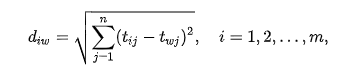 d_{iw} = \sqrt{\sum_{j-1}^{n} (t_{ij} - t_{wj})^2}, \quad i = 1, 2, \ldots, m,